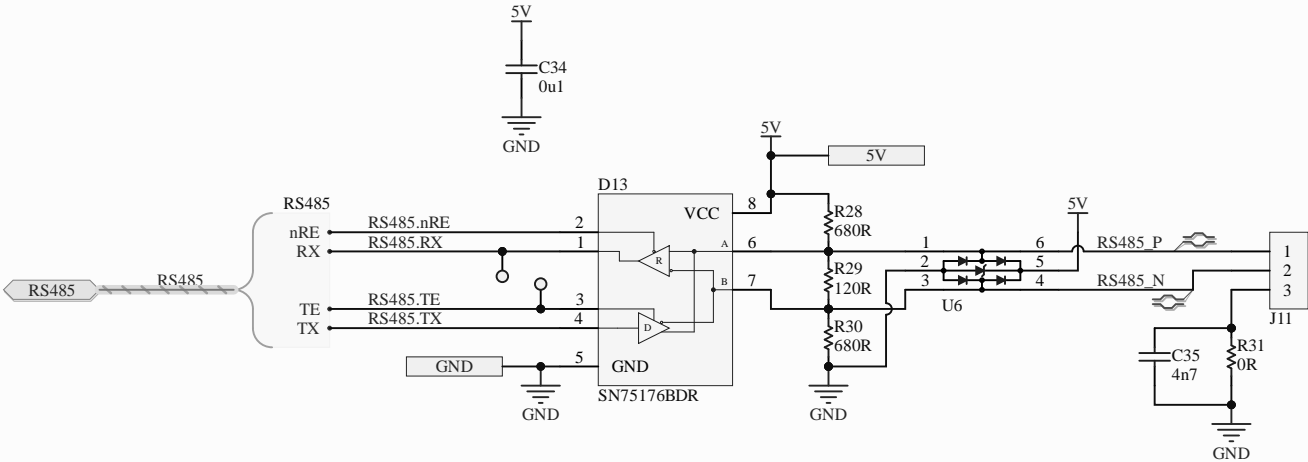 5V
C34
0u1
GND
5V
5V
D13
RS485
VCC
8
R28
680R
5V
nRE
RS485.nRE
2
RX
RS485.RX
1
R
A
6
1
6
RS485_P
1
R29
120R
2
5
2
RS485
RS485
B
7
3
4
RS485_N
3
TE
RS485.TE
3
U6
J11
TX
RS485.TX
4
D
R30
680R
GND
5
GND
C35
4n7
R31
0R
SN75176BDR
GND
GND
GND